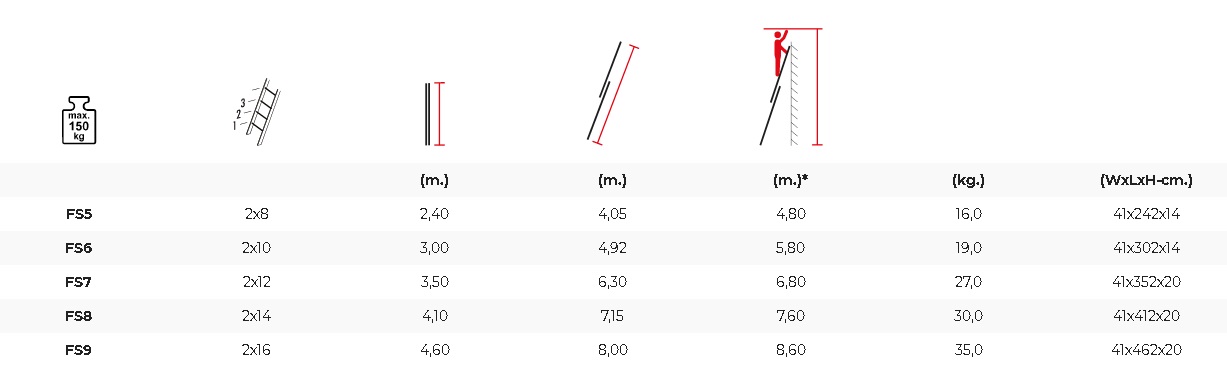 max.
150
kg
3
2
1
(m.) (m.) (m.)* (kg.) (WxLxH-cm.)
FS5 2x8 2,40 4,05 4,80 16,0 41x242x14
FS6 2x10 3,00 4,92 5,80 19,0 41x302x14
FS7 2x12 3,50 6,30 6,80 27,0 41x352x20
FS8 2x14 4,10 7,15 7,60 30,0 41x412x20
FS9 2x16 4,60 8,00 8,60 35,0 41x462x20